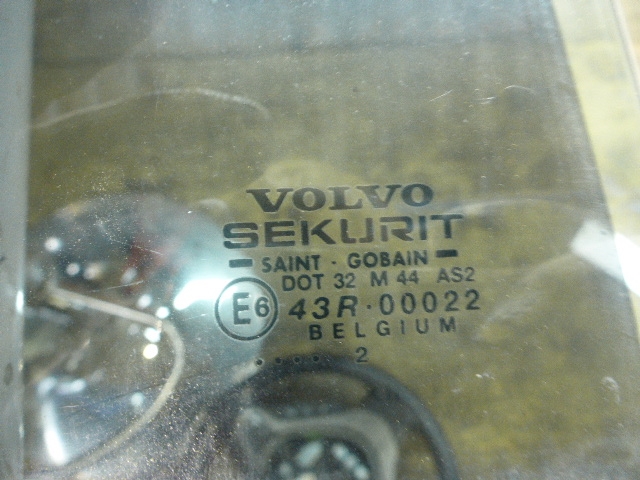 VOLVO
SEKURIT
SAINT - GOBAIN
DOT 32 M 44 AS2
E6 43R-00022
BELGIUM
.... 2